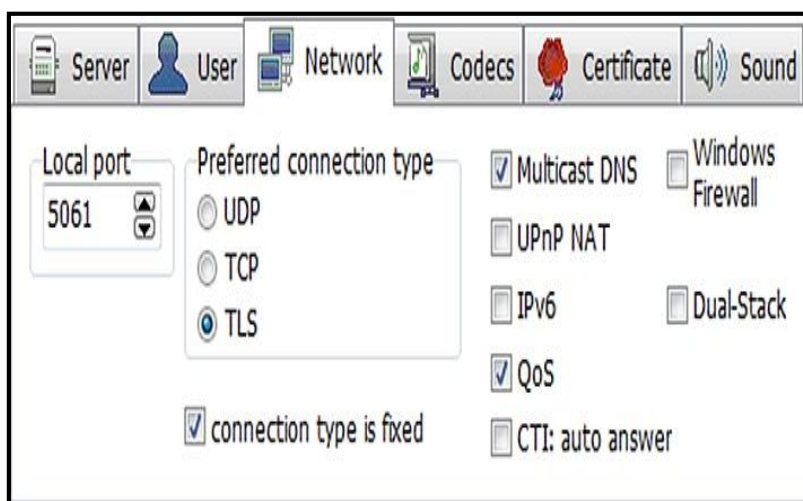 Server User Network Codecs Certificate Sound
Local port
5061
Preferred connection type
UDP
TCP
TLS
connection type is fixed
Multicast DNS
Windows
Firewall
UPnP NAT
IPv6
Dual-Stack
QoS
CTI: auto answer